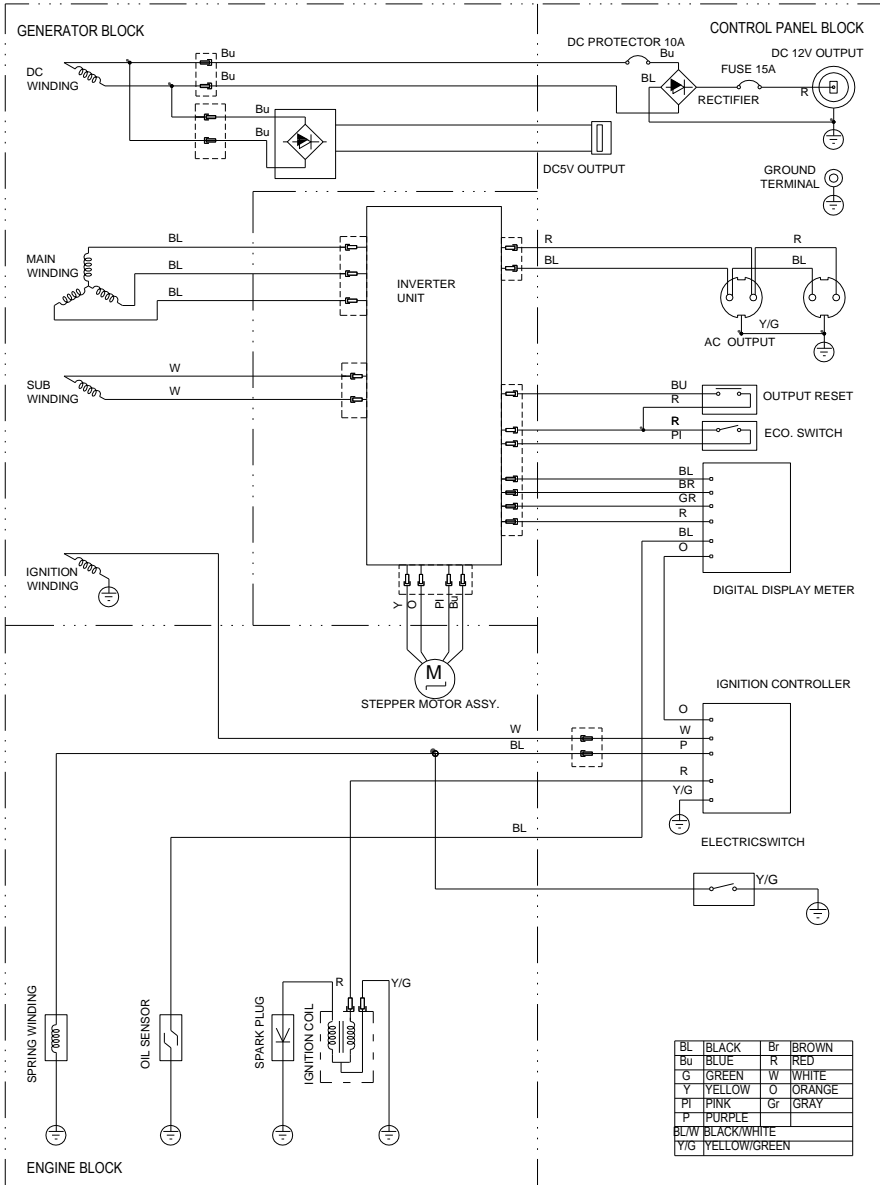 GENERATOR BLOCK
CONTROL PANEL BLOCK
DC WINDING
Bu
Bu
Bu
Bu
DC PROTECTOR 10A
Bu
BL
RECTIFIER
FUSE 15A
DC 12V OUTPUT
R
DC5V OUTPUT
GROUND
TERMINAL
MAIN
WINDING
BL
BL
BL
INVERTER
UNIT
R
BL
R
BL
Y/G
AC OUTPUT
SUB
WINDING
W
W
BU
R
OUTPUT RESET
R
PI
ECO. SWITCH
BL
BR
GR
R
BL
O
DIGITAL DISPLAY METER
IGNITION
WINDING
Y
O
PI
Bu
M
STEPPER MOTOR ASSY.
IGNITION CONTROLLER
O
W
W
BL
P
R
Y/G
BL
ELECTRICSWITCH
Y/G
SPRING WINDING
OIL SENSOR
SPARK PLUG
IGNITION COIL
R
Y/G
BL BLACK Br BROWN
Bu BLUE R RED
G GREEN W WHITE
Y YELLOW O ORANGE
PI PINK Gr GRAY
P PURPLE
BL/W BLACK/WHITE
Y/G YELLOW/GREEN
ENGINE BLOCK